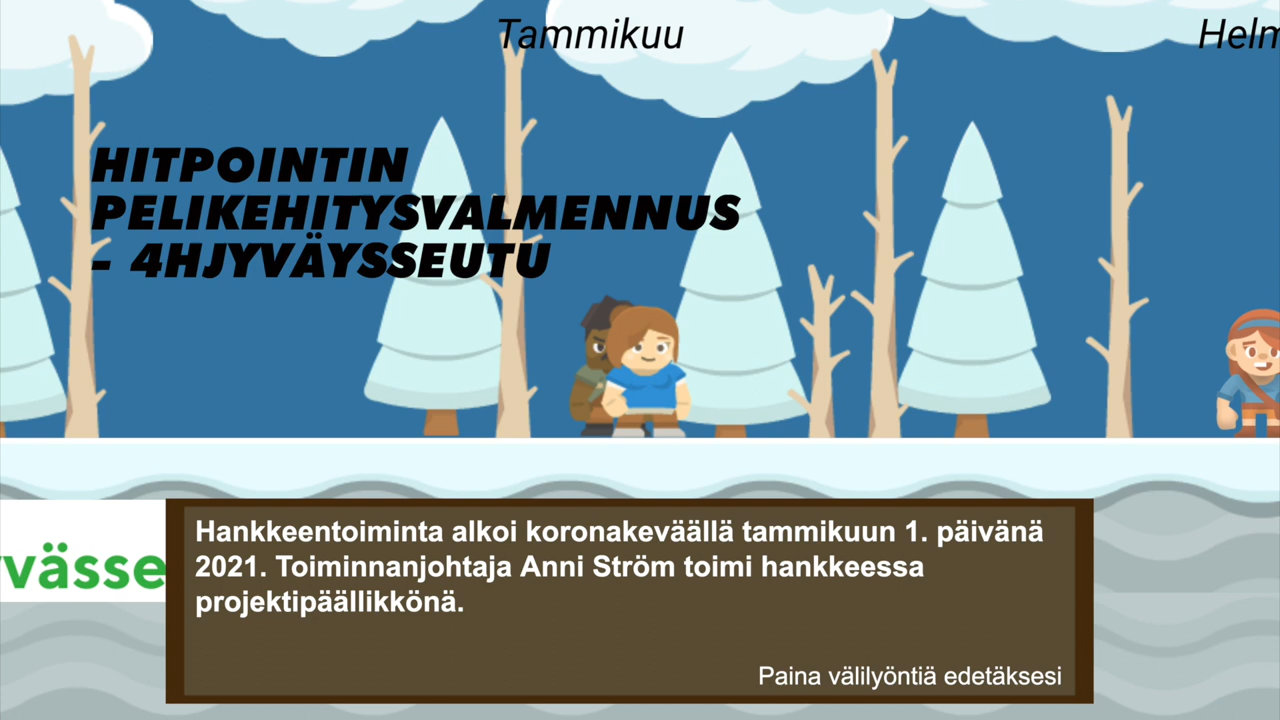 Tammikuu
Helm
HITPOINTIN
PELIKEHITYSVALMENNUS
- 4HJYVÄYSSEUTU
Hankkeentoiminta alkoi koronakeväällä tammikuun 1. päivänä
2021. Toiminnanjohtaja Anni Ström toimi hankkeessa
projektipäällikkönä.
yvässe
Paina välilyöntiä edetäksesi